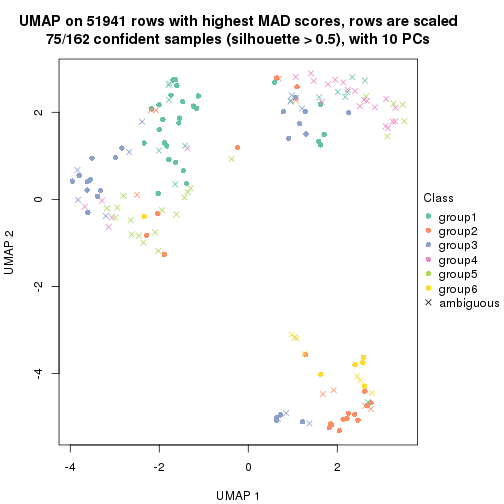 UMAP on 51941 rows with highest MAD scores, rows are scaled
75/162 confident samples (silhouette > 0.5), with 10 PCs
2
0
-2
-4
UMAP 2
-4
-2
0
2
UMAP 1
Class
group1
group2
group3
group4
group5
group6
ambiguous